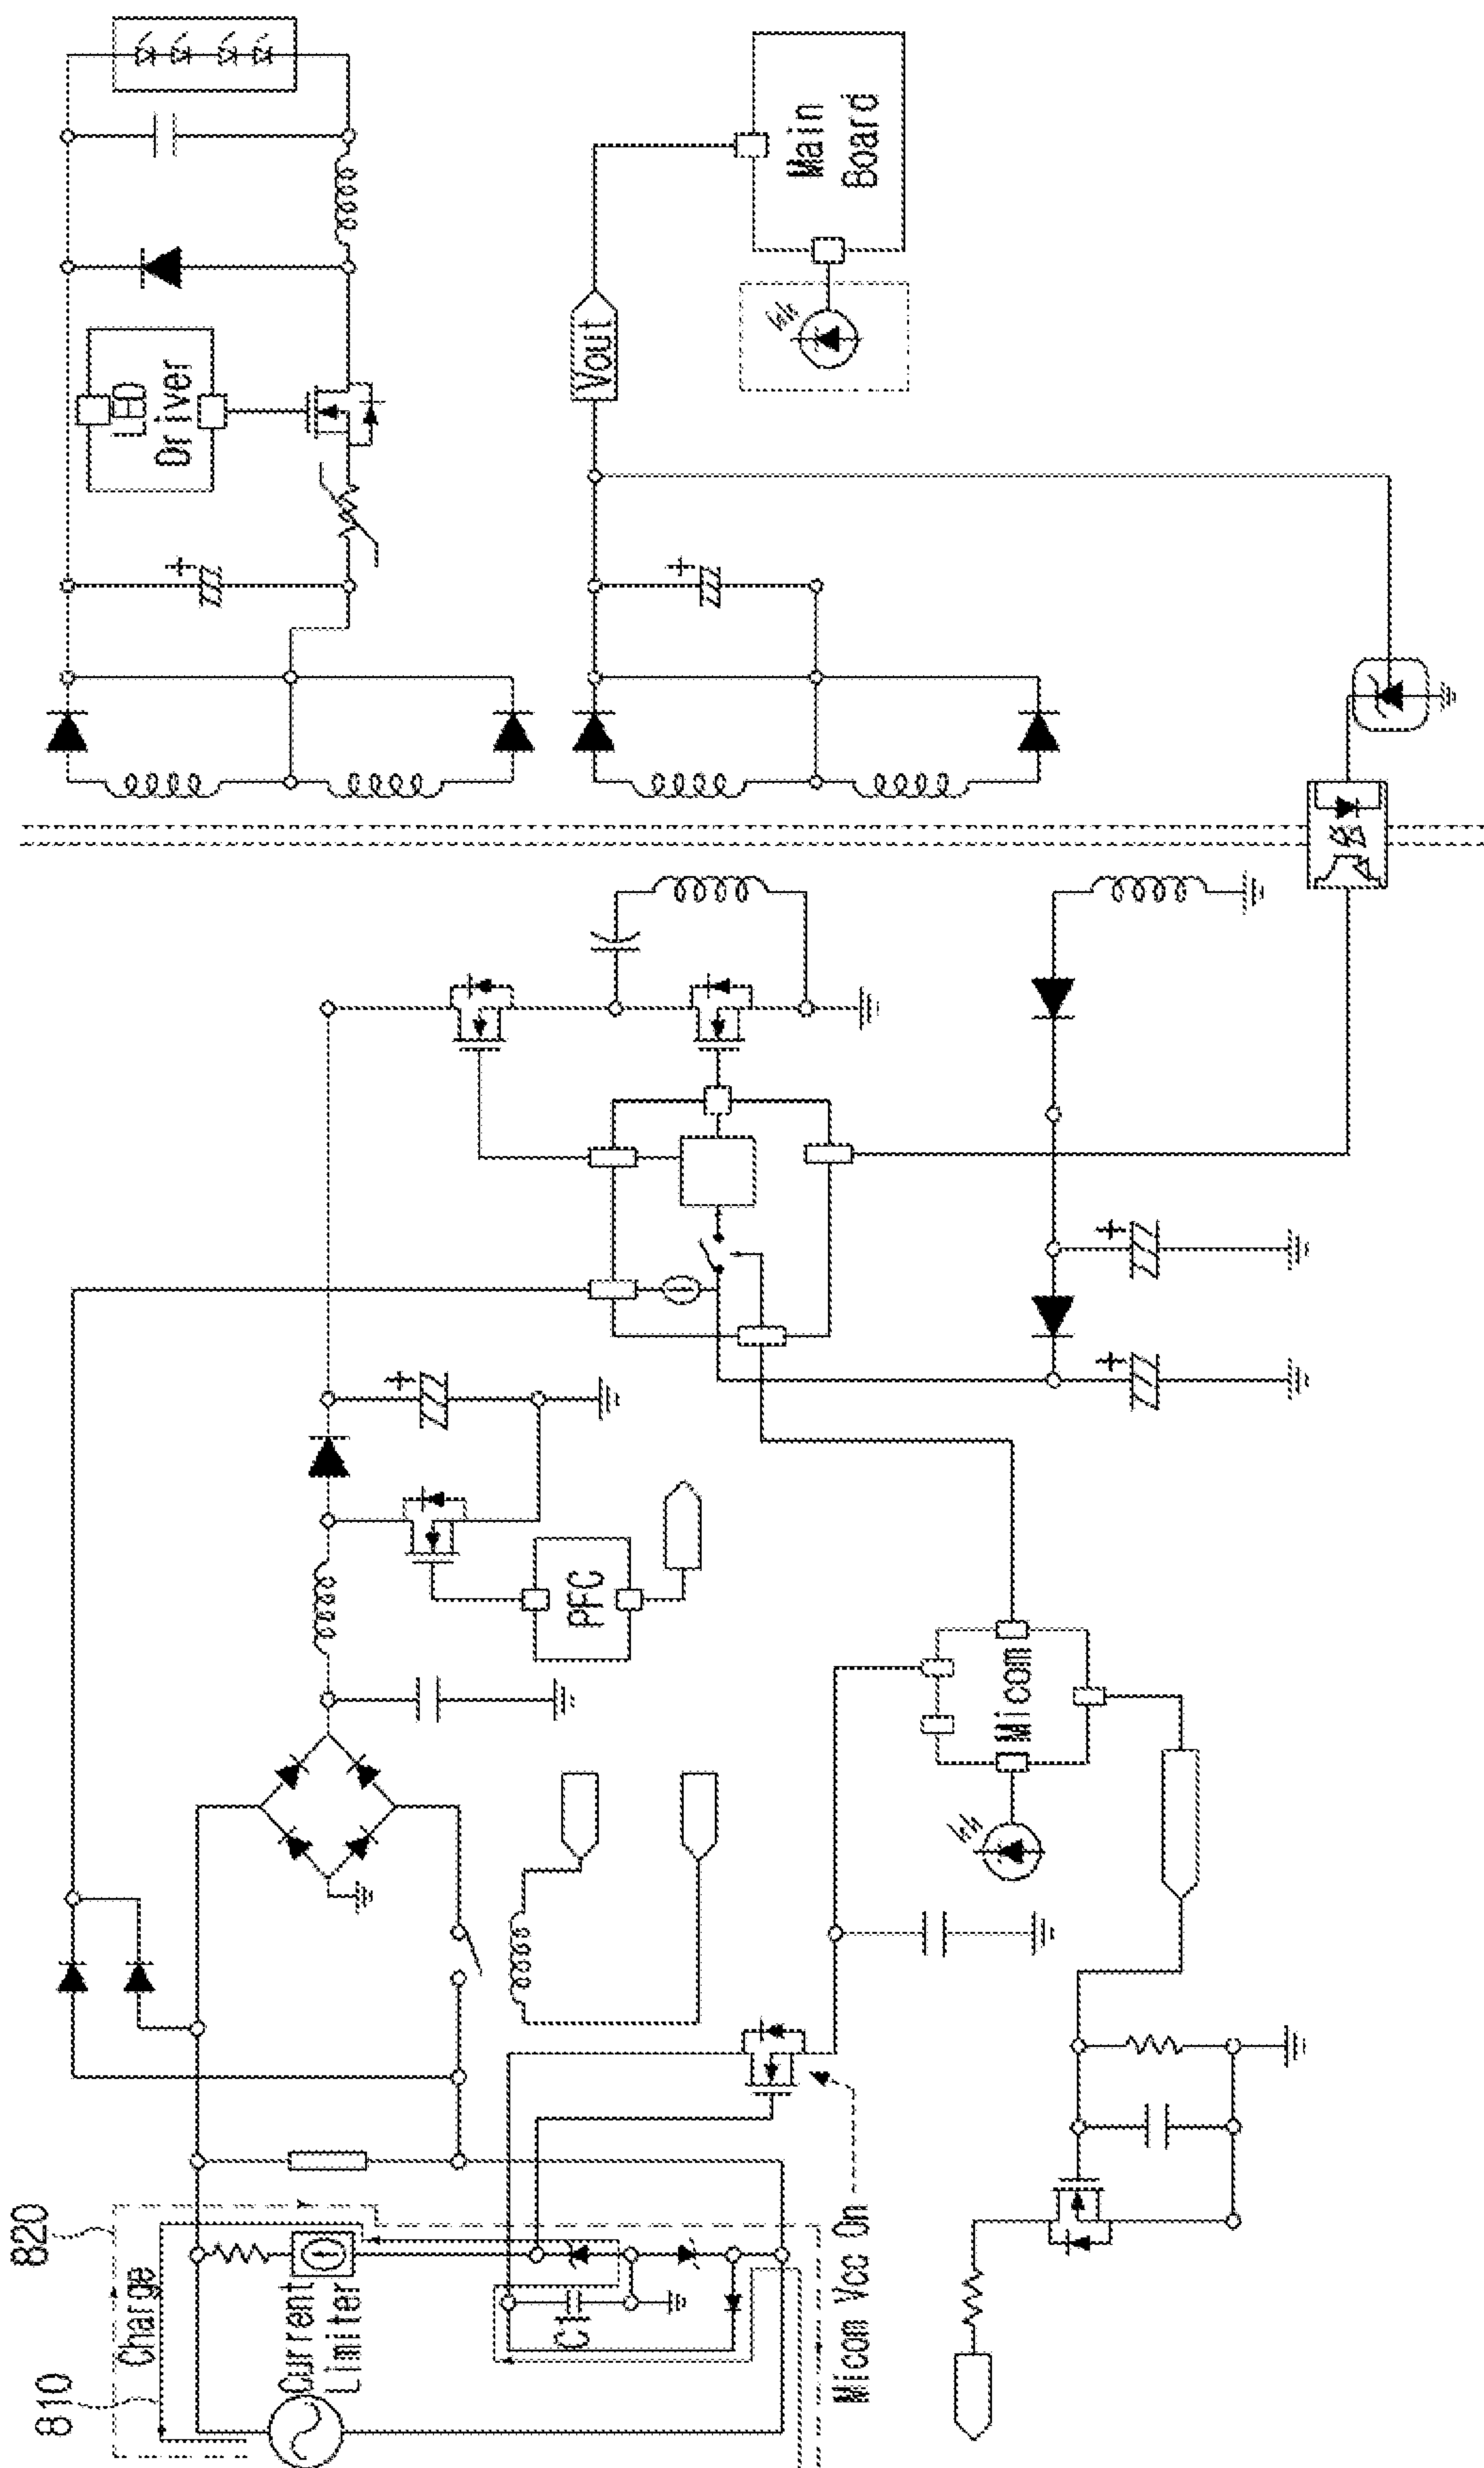 LED
Driver
Main
Board
Vout
PFC
Micom
820
Charge
810
Current
Limiter
C1
Micom Vcc On